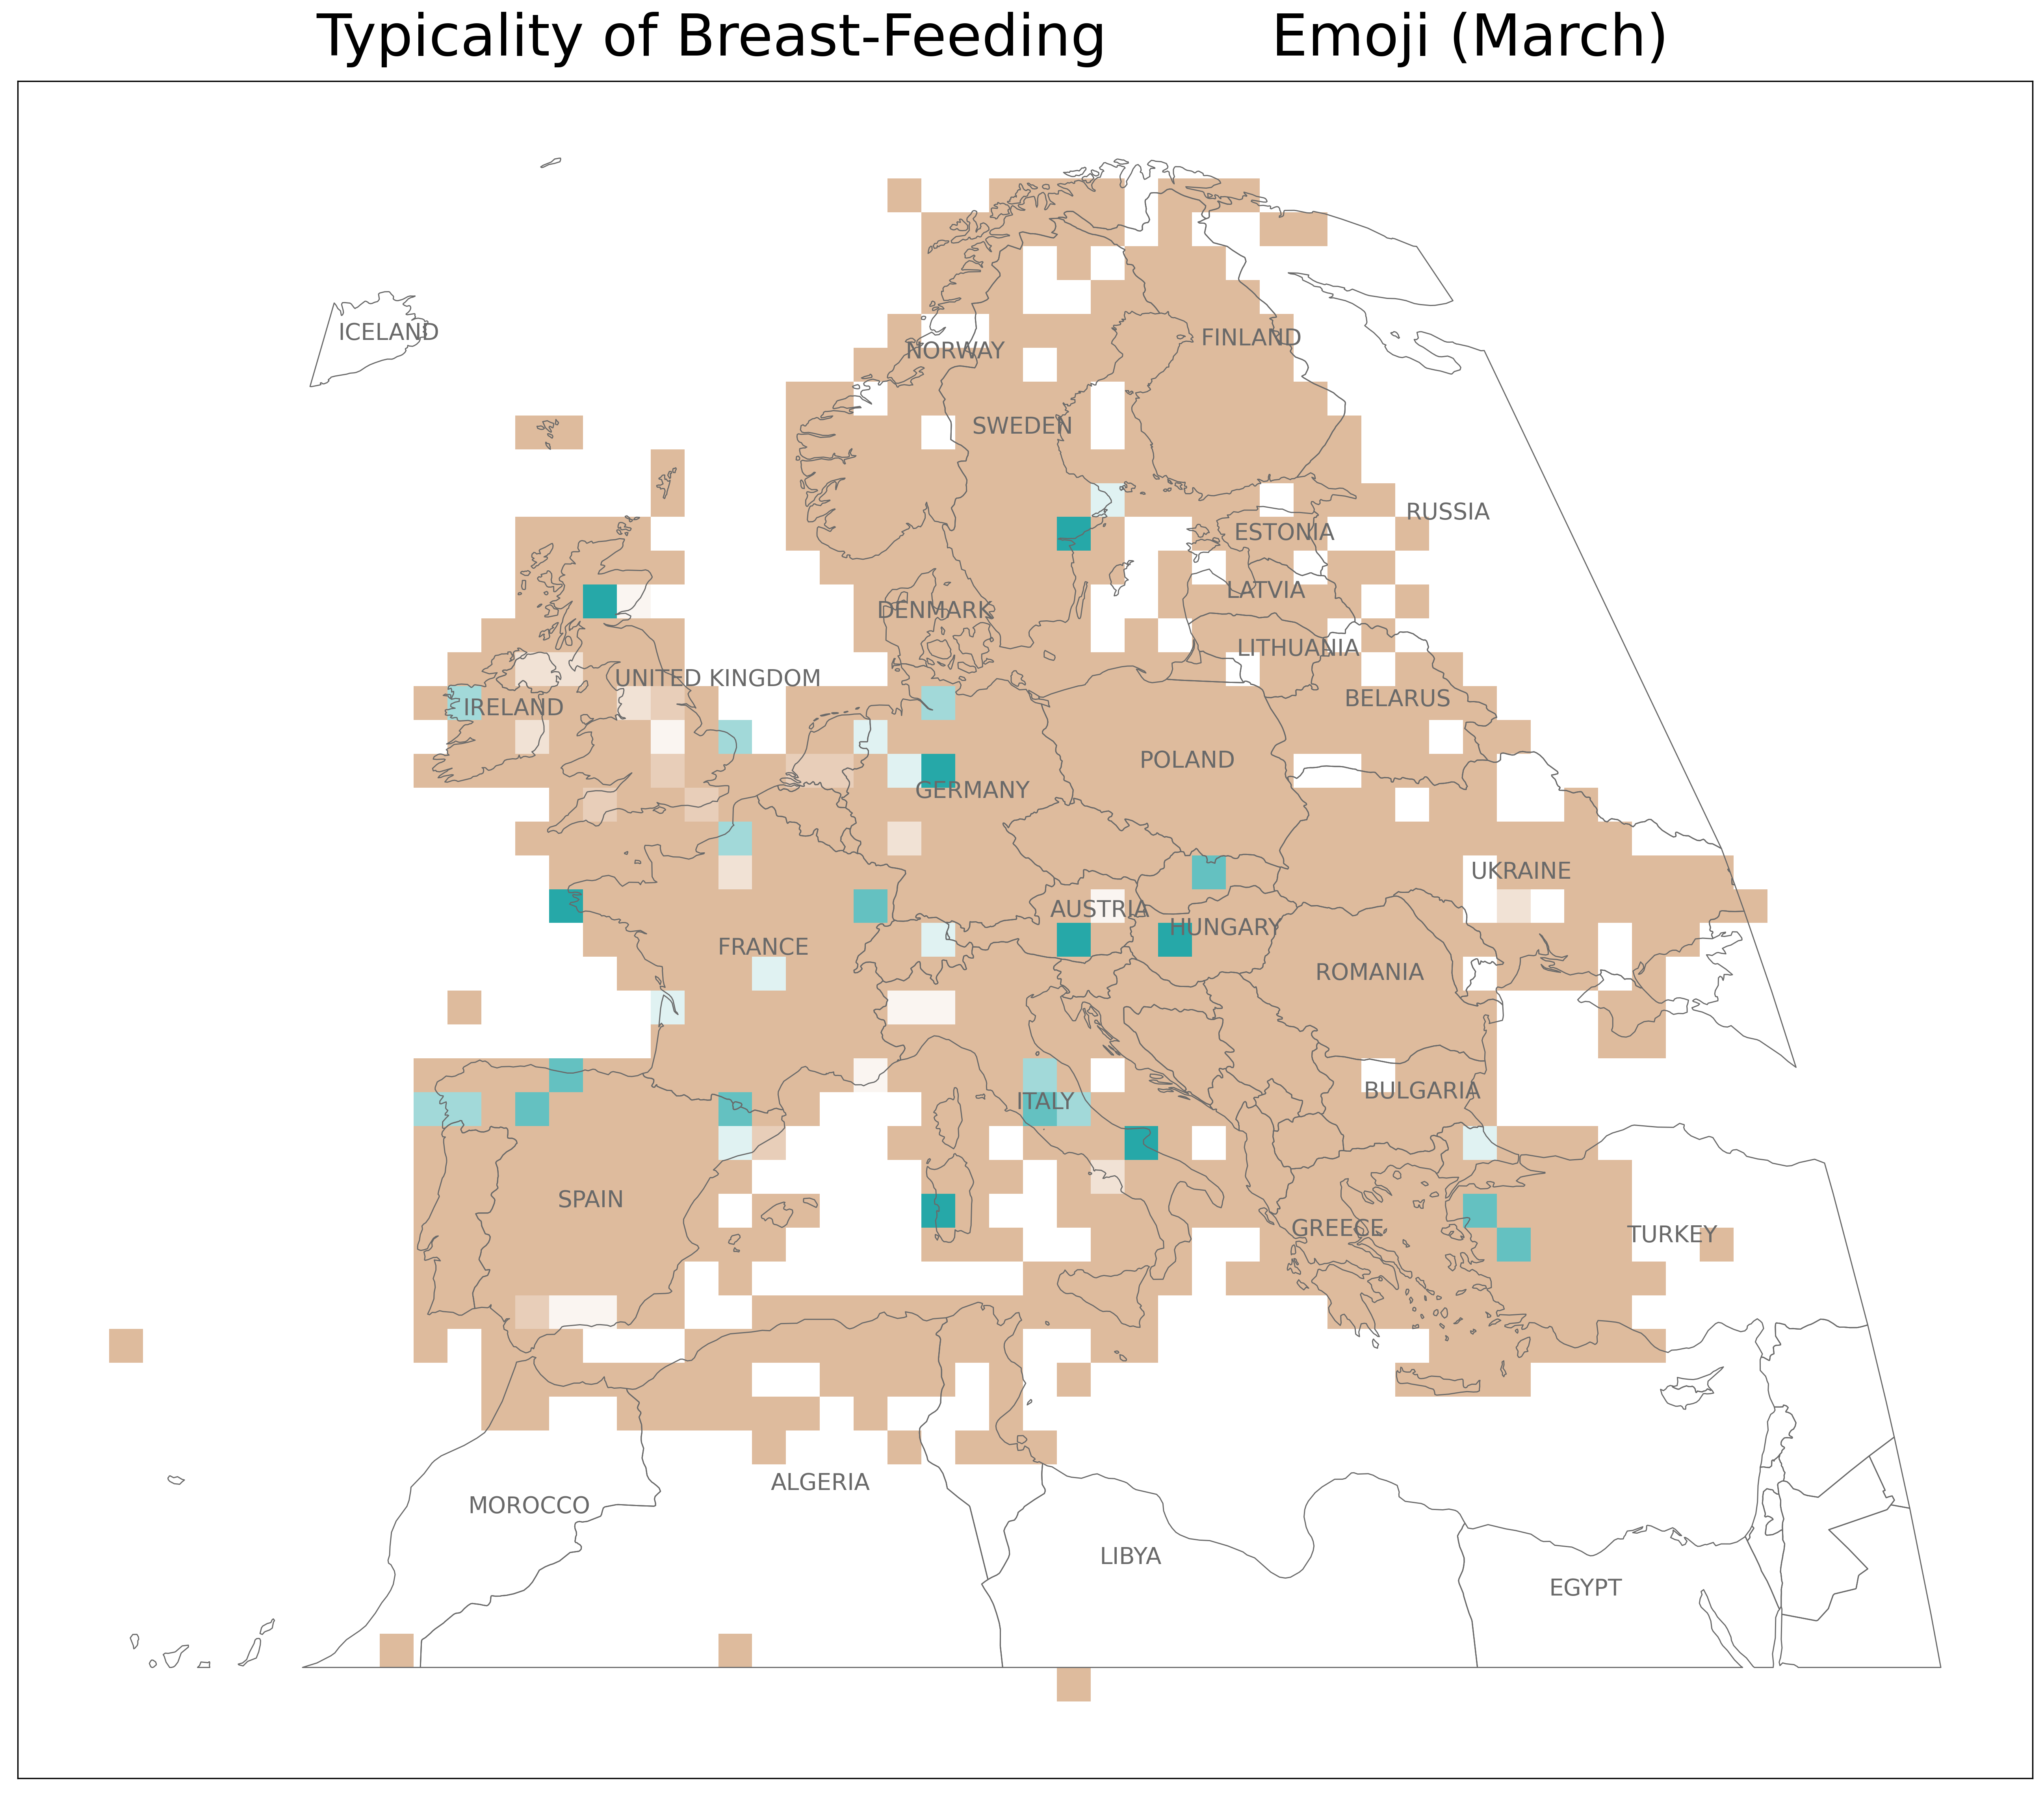 Typicality of Breast-Feeding Emoji (March)
ICELAND
FINLAND
NORWAY
SWEDEN
RUSSIA
ESTONIA
LATVIA
DENMARK
LITHUANIA
UNITED KINGDOM
BELARUS
IRELAND
POLAND
GERMANY
UKRAINE
AUSTRIA
HUNGARY
FRANCE
ROMANIA
BULGARIA
ITALY
SPAIN
GREECE
TURKEY
ALGERIA
MOROCCO
LIBYA
EGYPT